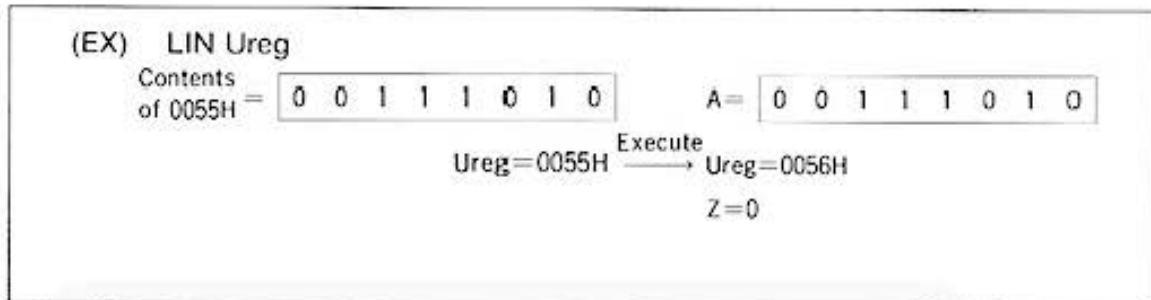 (EX) LIN Ureg
Contents of 0055H = 0 0 1 1 1 0 1 0 A= 0 0 1 1 1 0 1 0
Ureg=0055H Execute → Ureg=0056H
Z=0